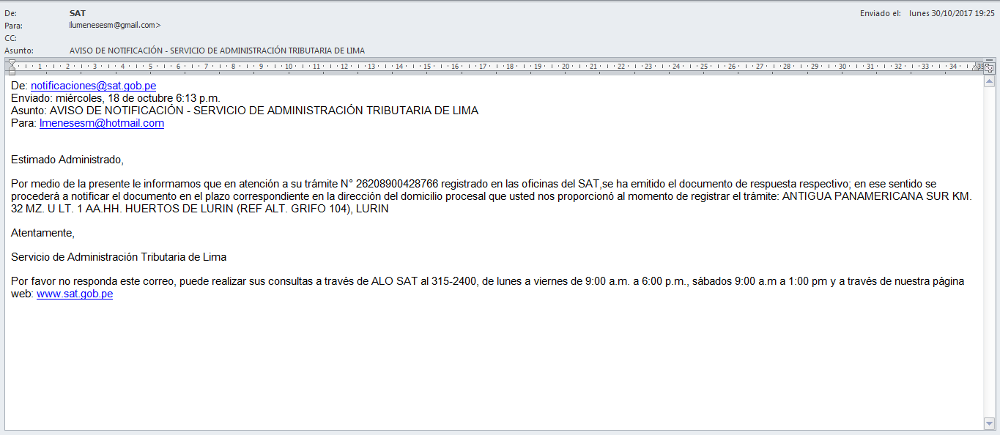 De: SAT Enviado el: lunes 30/10/2017 19:25
Para: llumenesesm@gmail.com>
CC:
Asunto: AVISO DE NOTIFICACIÓN - SERVICIO DE ADMINISTRACIÓN TRIBUTARIA DE LIMA
1 2 3 4 5 6 7 8 9 10 11 12 13 14 15 16 17 18 19 20 21 22 23 24 25 26 27 28 29 30 31 32 33 34 35
De: notificaciones@sat.gob.pe
Enviado: miércoles, 18 de octubre 6:13 p.m.
Asunto: AVISO DE NOTIFICACIÓN - SERVICIO DE ADMINISTRACIÓN TRIBUTARIA DE LIMA
Para: lmenesesm@hotmail.com
Estimado Administrado,
Por medio de la presente le informamos que en atención a su trámite N° 26208900428766 registrado en las oficinas del SAT,se ha emitido el documento de respuesta respectivo; en ese sentido se
procederá a notificar el documento en el plazo correspondiente en la dirección del domicilio procesal que usted nos proporcionó al momento de registrar el trámite: ANTIGUA PANAMERICANA SUR KM.
32 MZ. U LT. 1 AA.HH. HUERTOS DE LURIN (REF ALT. GRIFO 104), LURIN
Atentamente,
Servicio de Administración Tributaria de Lima
Por favor no responda este correo, puede realizar sus consultas a través de ALO SAT al 315-2400, de lunes a viernes de 9:00 a.m. a 6:00 p.m., sábados 9:00 a.m a 1:00 pm y a través de nuestra página
web: www.sat.gob.pe